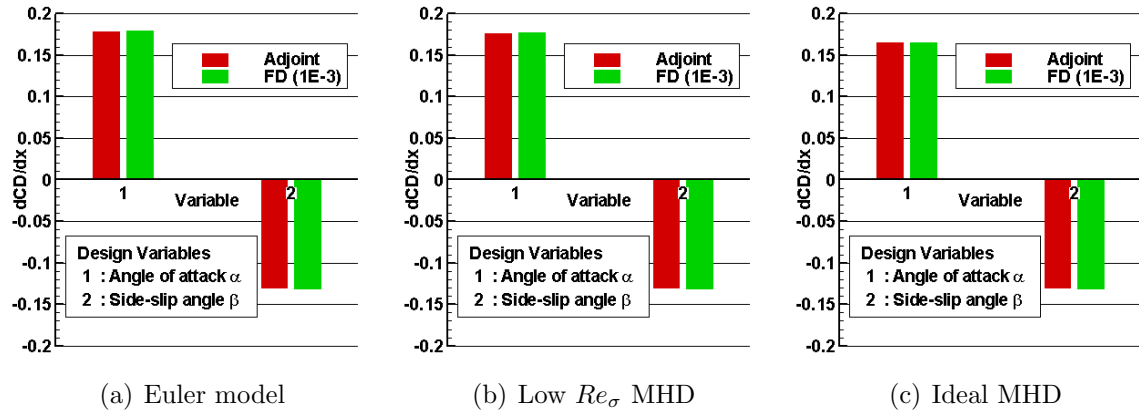 0.2
0.15
0.1
0.05
0
-0.05
-0.1
-0.15
-0.2
dCD/dx
Adjoint
FD (1E-3)
1
Variable
2
Design Variables
1 : Angle of attack α
2 : Side-slip angle β
(a) Euler model
0.2
0.15
0.1
0.05
0
-0.05
-0.1
-0.15
-0.2
dCD/dx
Adjoint
FD (1E-3)
1
Variable
2
Design Variables
1 : Angle of attack α
2 : Side-slip angle β
(b) Low Re_σ MHD
0.2
0.15
0.1
0.05
0
-0.05
-0.1
-0.15
-0.2
dCD/dx
Adjoint
FD (1E-3)
1
Variable
2
Design Variables
1 : Angle of attack α
2 : Side-slip angle β
(c) Ideal MHD